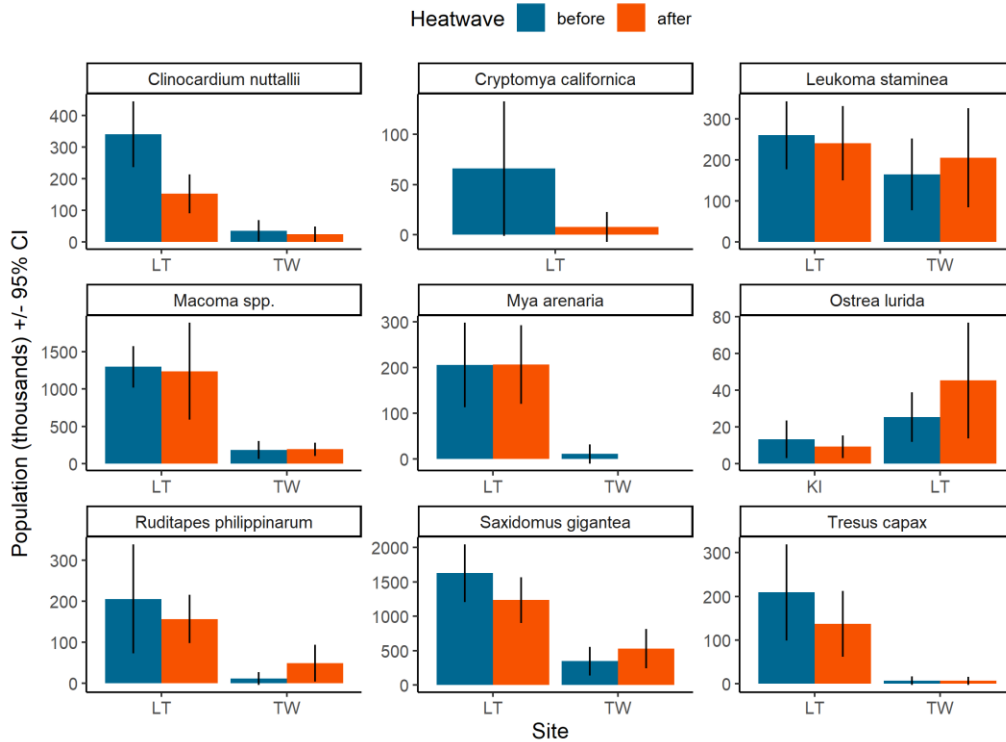 Heatwave before after
Population (thousands) +/- 95% CI
Clinocardium nuttallii
400
300
200
100
0
LT TW
Cryptomya californica
100
50
0
LT
Leukoma staminea
300
200
100
0
LT TW
Macoma spp.
1500
1000
500
0
LT TW
Mya arenaria
300
200
100
0
LT TW
Ostrea lurida
80
60
40
20
0
KI LT
Ruditapes philippinarum
300
200
100
0
LT TW
Saxidomus gigantea
2000
1500
1000
500
0
LT TW
Tresus capax
300
200
100
0
LT TW
Site